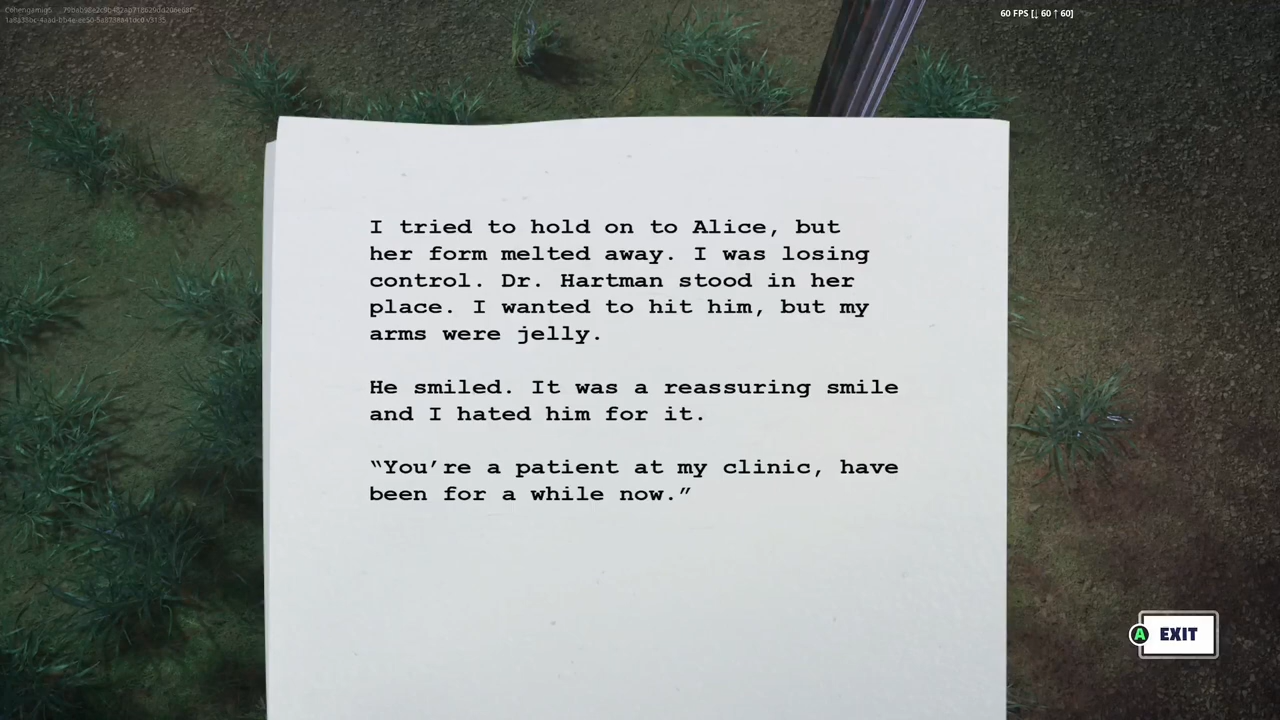 60 FPS [↓ 60 ↑ 60]
I tried to hold on to Alice, but
her form melted away. I was losing
control. Dr. Hartman stood in her
place. I wanted to hit him, but my
arms were jelly.
He smiled. It was a reassuring smile
and I hated him for it.
“You’re a patient at my clinic, have
been for a while now.”
A EXIT